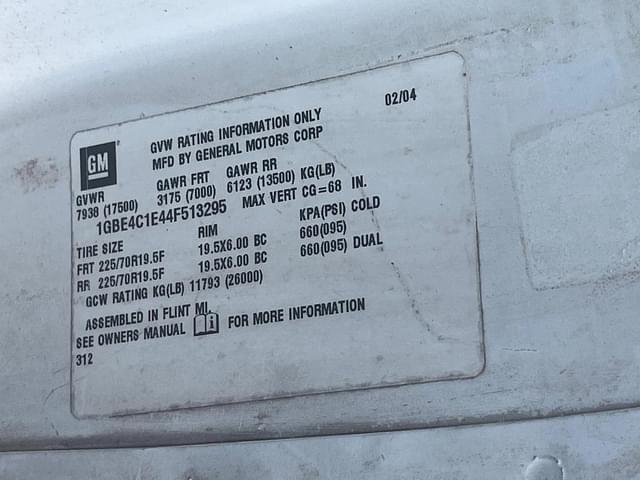 02/04
GM
GVW RATING INFORMATION ONLY
MFD BY GENERAL MOTORS CORP
GVWR GAWR FRT GAWR RR
7938 (17500) 3175 (7000) 6123 (13500) KG(LB)
1GBE4C1E44F513295 MAX VERT CG=68 IN.
TIRE SIZE RIM KPA(PSI) COLD
FRT 225/70R19.5F 19.5X6.00 BC 660(095)
RR 225/70R19.5F 19.5X6.00 BC 660(095) DUAL
GCW RATING KG(LB) 11793 (26000)
ASSEMBLED IN FLINT MI.
SEE OWNERS MANUAL i FOR MORE INFORMATION
312